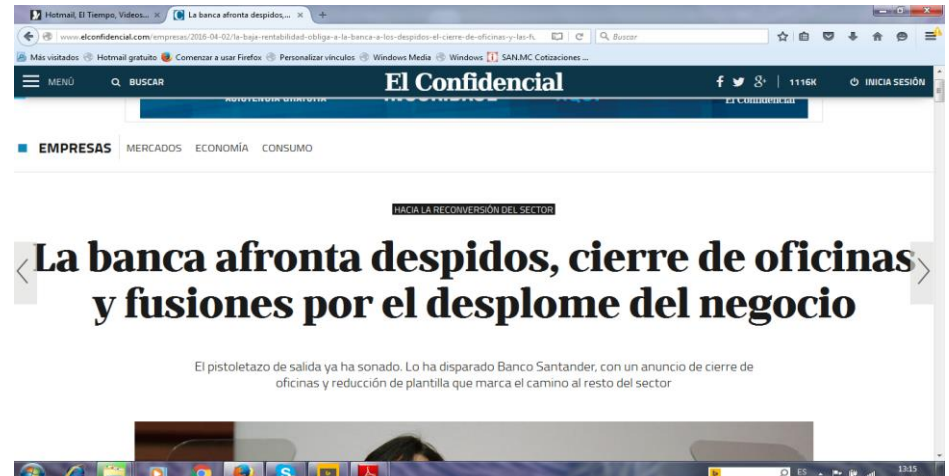 Hotmail, El Tiempo, Videos...
La banca afronta despidos,...
www.elconfidencial.com/empresas/2016-04-02/la-baja-rentabilidad-obliga-a-la-banca-a-los-despidos-el-cierre-de-oficinas-y-las-fu
Buscar
Más visitados Hotmail gratuito Comenzar a usar Firefox Personalizar vínculos Windows Media Windows SAN.MC Cotizaciones ...
MENÚ BUSCAR El Confidencial 1116K INICIA SESIÓN
El Confidencial
EMPRESAS MERCADOS ECONOMÍA CONSUMO
HACIA LA RECONVERSIÓN DEL SECTOR
La banca afronta despidos, cierre de oficinas
y fusiones por el desplome del negocio
El pistoletazo de salida ya ha sonado. Lo ha disparado Banco Santander, con un anuncio de cierre de
oficinas y reducción de plantilla que marca el camino al resto del sector
ES 13:15